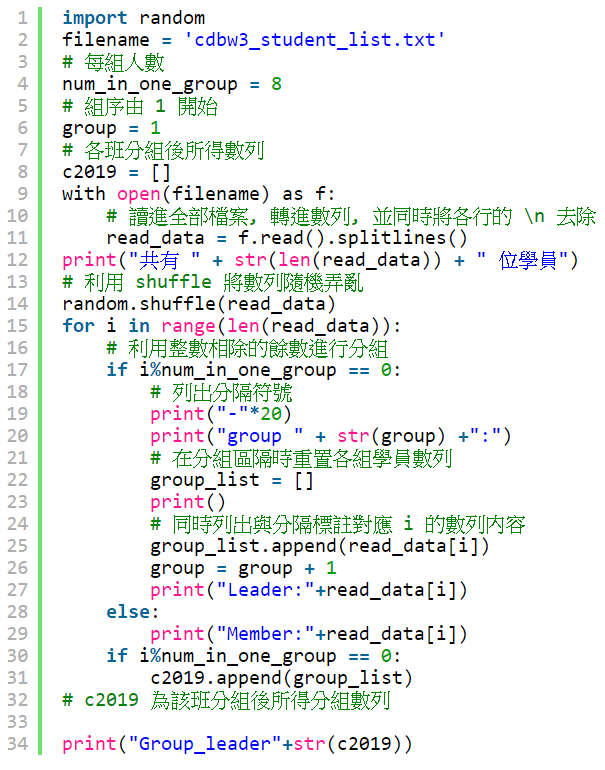 1 import random
2 filename = 'cdbw3_student_list.txt'
3 # 每組人數
4 num_in_one_group = 8
5 # 組序由 1 開始
6 group = 1
7 # 各班分組後所得數列
8 c2019 = []
9 with open(filename) as f:
10     # 讀進全部檔案, 轉進數列, 並同時將各行的 \n 去除
11     read_data = f.read().splitlines()
12 print("共有 " + str(len(read_data)) + " 位學員")
13 # 利用 shuffle 將數列隨機弄亂
14 random.shuffle(read_data)
15 for i in range(len(read_data)):
16     # 利用整數相除的餘數進行分組
17     if i%num_in_one_group == 0:
18         # 列出分隔符號
19         print("-"*20)
20         print("group " + str(group) +":")
21         # 在分組區隔時重置各組學員數列
22         group_list = []
23         print()
24         # 同時列出與分隔標註對應 i 的數列內容
25         group_list.append(read_data[i])
26         group = group + 1
27         print("Leader:"+read_data[i])
28     else:
29         print("Member:"+read_data[i])
30     if i%num_in_one_group == 0:
31         c2019.append(group_list)
32 # c2019 為該班分組後所得分組數列
33
34 print("Group_leader"+str(c2019))